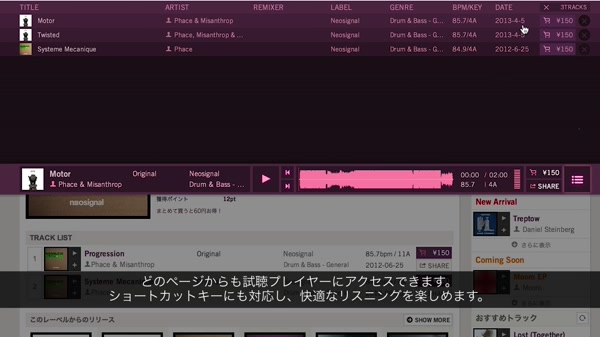 TITLE ARTIST REMIXER LABEL GENRE BPM/KEY DATE 3TRACKS
Motor Phace & Misanthrop Neosignal Drum & Bass - G... 85.7/4A 2013-4-5 ¥150
Twisted Phace, Misanthrop, & ... Neosignal Drum & Bass - G... 85.7/4A 2013-4-5 ¥150
Systeme Mecanique Phace Neosignal Drum & Bass - G... 84.9/4A 2012-6-25 ¥150
Motor Original Neosignal 00:00 / 02:00 ¥150
Phace & Misanthrop Drum & Bass - ... 85.7 4A SHARE
neosignal
獲得ポイント 12pt
まとめて買うと60円お得！
New Arrival
Treptow
Daniel Steinberg
さらに表示
TRACK LIST
1 Progression Original Neosignal 85.7bpm / 11A ¥150
Phace & Misanthrop Drum & Bass - General 2012-06-25 SHARE
Coming Soon
どのページからも試聴プレイヤーにアクセスできます。
ショートカットキーにも対応し、快適なリスニングを楽しめます。
2
Moor EP
さらに表示
このレーベルからのリリース SHOW MORE
おすすめトラック
Lost (Together)